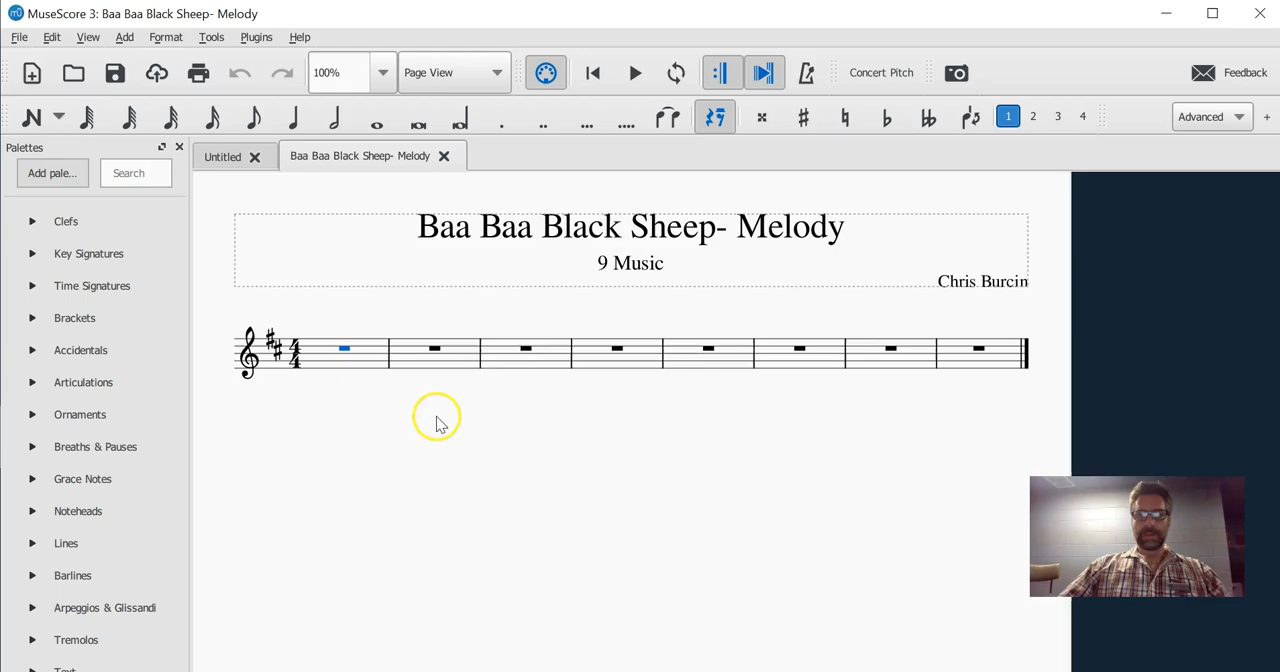 MuseScore 3: Baa Baa Black Sheep- Melody
File Edit View Add Format Tools Plugins Help
100% Page View Concert Pitch Feedback
1 2 3 4 Advanced +
Palettes
Untitled Baa Baa Black Sheep- Melody
Add pale... Search
Clefs
Key Signatures
Time Signatures
Brackets
Accidentals
Articulations
Ornaments
Breaths & Pauses
Grace Notes
Noteheads
Lines
Barlines
Arpeggios & Glissandi
Tremolos
Text
Baa Baa Black Sheep- Melody
9 Music
Chris Burcin
4
4